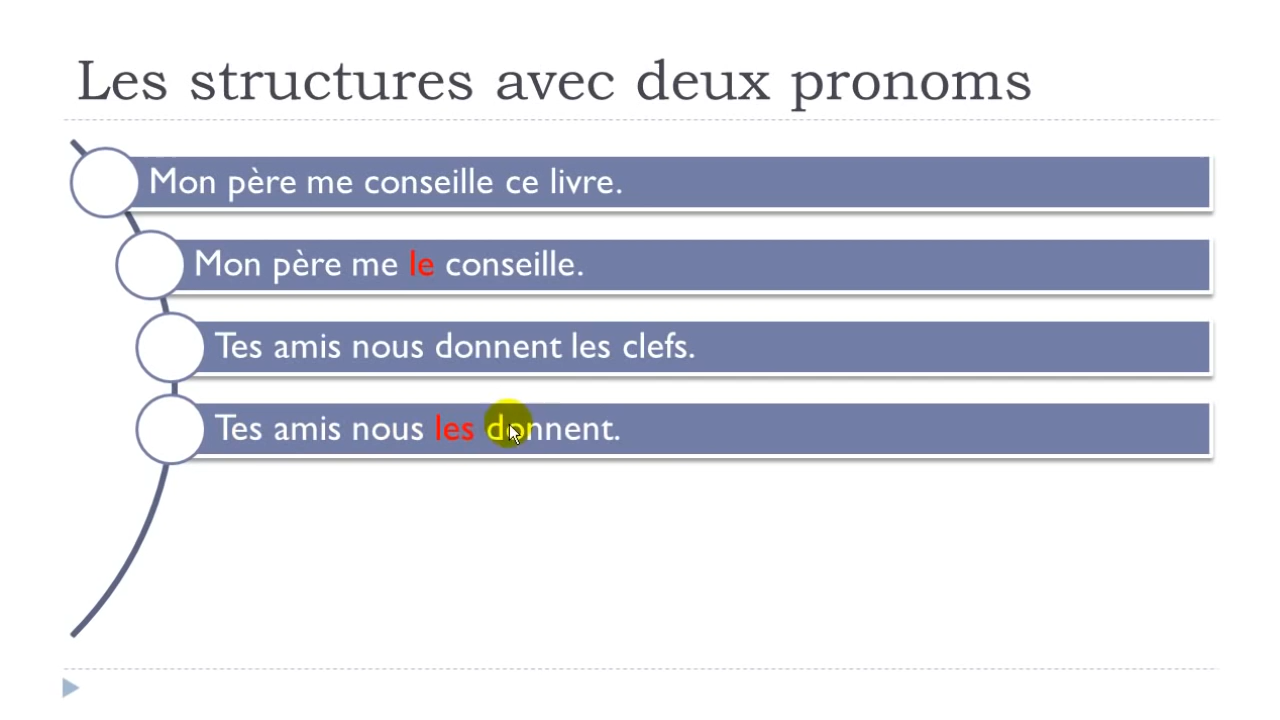 Les structures avec deux pronoms
Mon père me conseille ce livre.
Mon père me le conseille.
Tes amis nous donnent les clefs.
Tes amis nous les donnent.